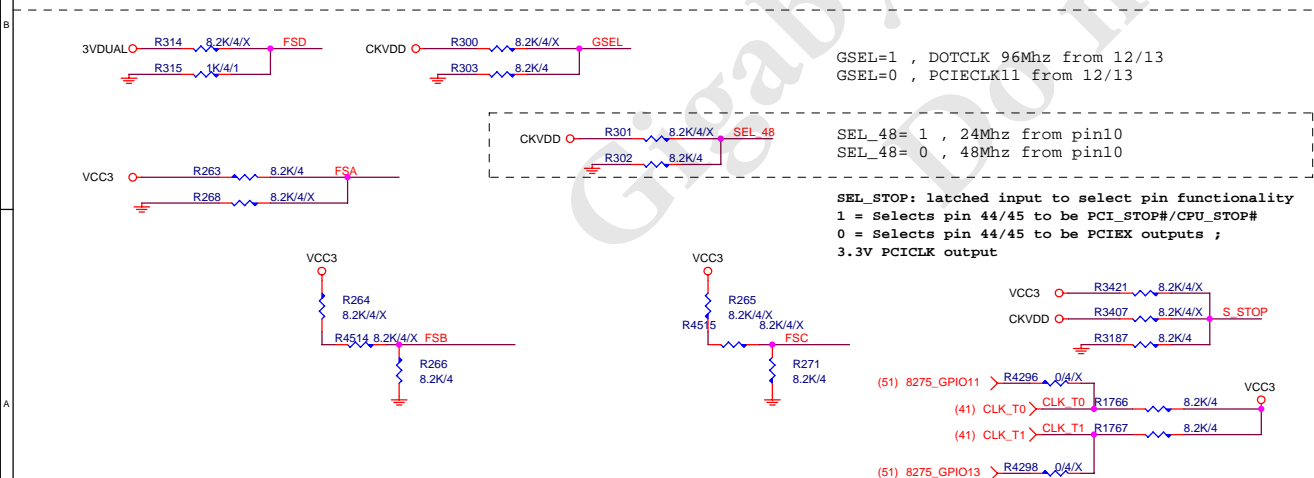 B
3VDUAL R314 8.2K/4/X FSD
R315 1K/4/1
CKVDD R300 8.2K/4/X GSEL
R303 8.2K/4
GSEL=1 , DOTCLK 96Mhz from 12/13
GSEL=0 , PCIECLK11 from 12/13
CKVDD R301 8.2K/4/X SEL_48
R302 8.2K/4
SEL_48= 1 , 24Mhz from pin10
SEL_48= 0 , 48Mhz from pin10
VCC3 R263 8.2K/4 FSA
R268 8.2K/4/X
SEL_STOP: latched input to select pin functionality
1 = Selects pin 44/45 to be PCI_STOP#/CPU_STOP#
0 = Selects pin 44/45 to be PCIEX outputs ;
3.3V PCICLK output
VCC3
R264
8.2K/4/X
R4514 8.2K/4/X FSB
R266
8.2K/4
VCC3
R265
8.2K/4/X
R4515
FSC
R271
8.2K/4
VCC3 R3421 8.2K/4/X
CKVDD R3407 8.2K/4/X S_STOP
R3187 8.2K/4
A
(51) 8275_GPIO11 R4296 0/4/X
VCC3
(41) CLK_T0 CLK_T0 R1766 8.2K/4
(41) CLK_T1 CLK_T1 R1767 8.2K/4
(51) 8275_GPIO13 R4298 0/4/X
Gigaby
Do n